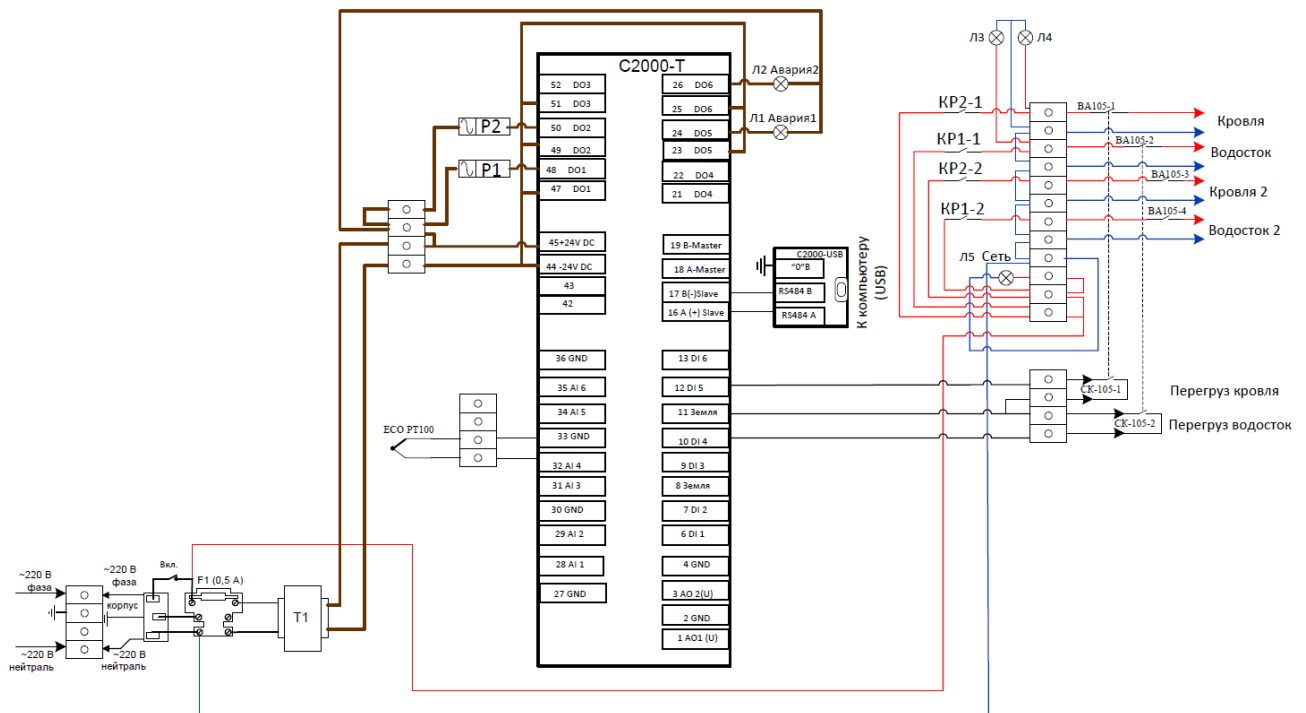 C2000-T
52 DO3
51 DO3
50 DO2
49 DO2
48 DO1
47 DO1
45+24V DC
44 -24V DC
43
42
36 GND
35 AI 6
34 AI 5
33 GND
32 AI 4
31 AI 3
30 GND
29 AI 2
28 AI 1
27 GND
26 DO6
25 DO6
24 DO5
23 DO5
22 DO4
21 DO4
19 B-Master
18 A-Master
17 B(-)Slave
16 A (+) Slave
13 DI 6
12 DI 5
11 Земля
10 DI 4
9 DI 3
8 Земля
7 DI 2
6 DI 1
4 GND
3 AO 2(U)
2 GND
1 AO1 (U)
P2
P1
Л2 Авария2
Л1 Авария1
C2000-USB
"0"B
RS484 B
RS484 A
К компьютеру
(USB)
Л3
Л4
КР2-1
КР1-1
КР2-2
КР1-2
Л5 Сеть
ВА105-1
ВА105-2
ВА105-3
ВА105-4
Кровля
Водосток
Кровля 2
Водосток 2
СК-105-1
СК-105-2
Перегруз кровля
Перегруз водосток
ECO PT100
~220 В
фаза
~220 В
фаза
Вкл.
F1 (0,5 А)
корпус
T1
~220 В
нейтраль
~220 В
нейтраль